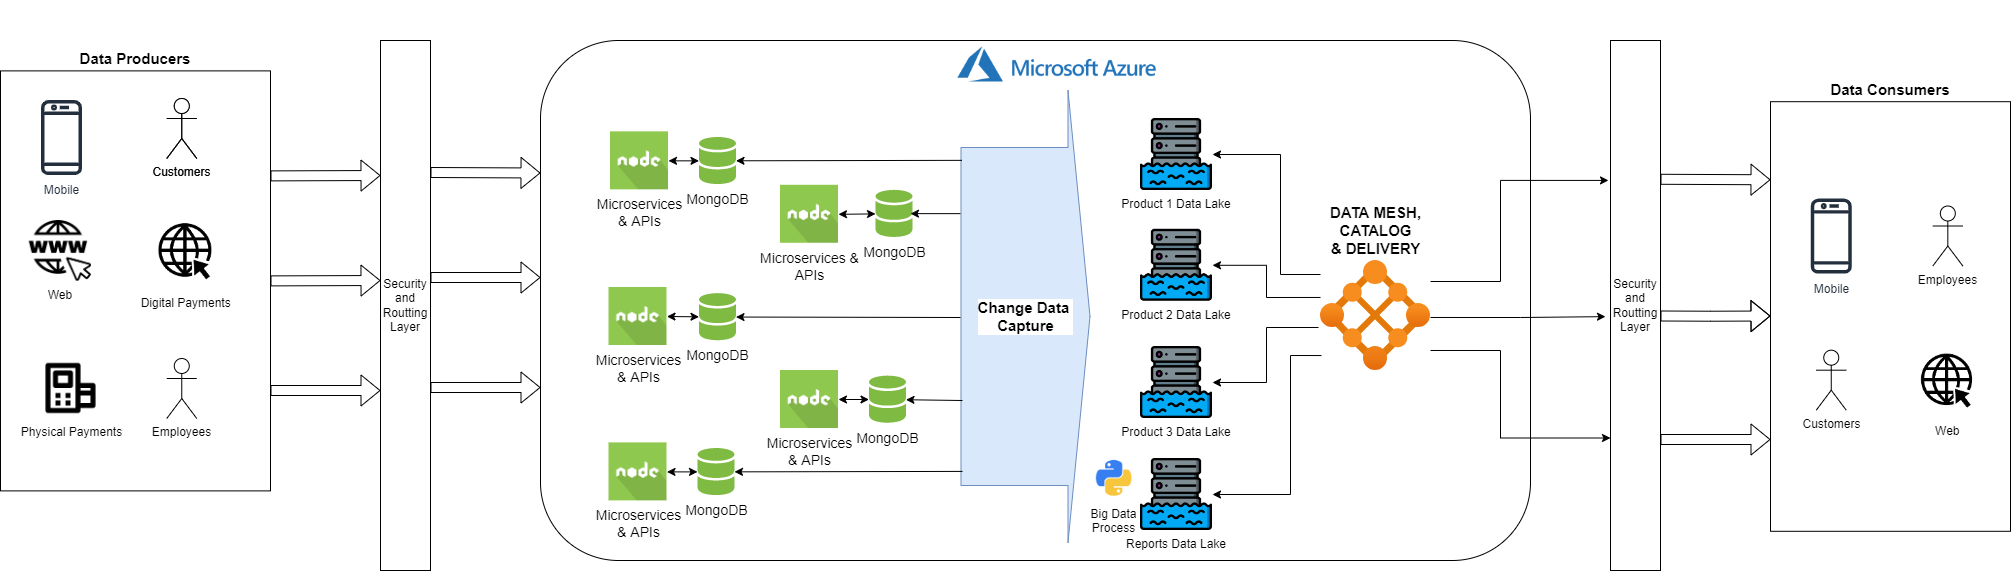 Data Producers
Mobile
Customers
WWW
Web
Digital Payments
Physical Payments
Employees
Security
and
Routting
Layer
Microsoft Azure
node
Microservices
& APIs
MongoDB
node
Microservices &
APIs
MongoDB
node
Microservices
& APIs
MongoDB
node
Microservices
& APIs
MongoDB
node
Microservices
& APIs
MongoDB
Change Data
Capture
Product 1 Data Lake
Product 2 Data Lake
Product 3 Data Lake
Big Data
Process
Reports Data Lake
DATA MESH,
CATALOG
& DELIVERY
Security
and
Routting
Layer
Data Consumers
Mobile
Employees
Customers
Web